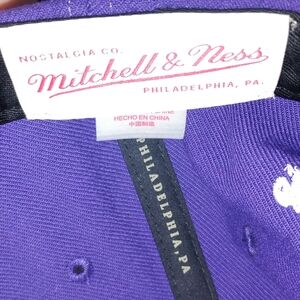 NOSTALGIA CO.
Mitchell & Ness
PHILADELPHIA, PA.
HECHO EN CHINA
中国制造
PHILADELPHIA, PA